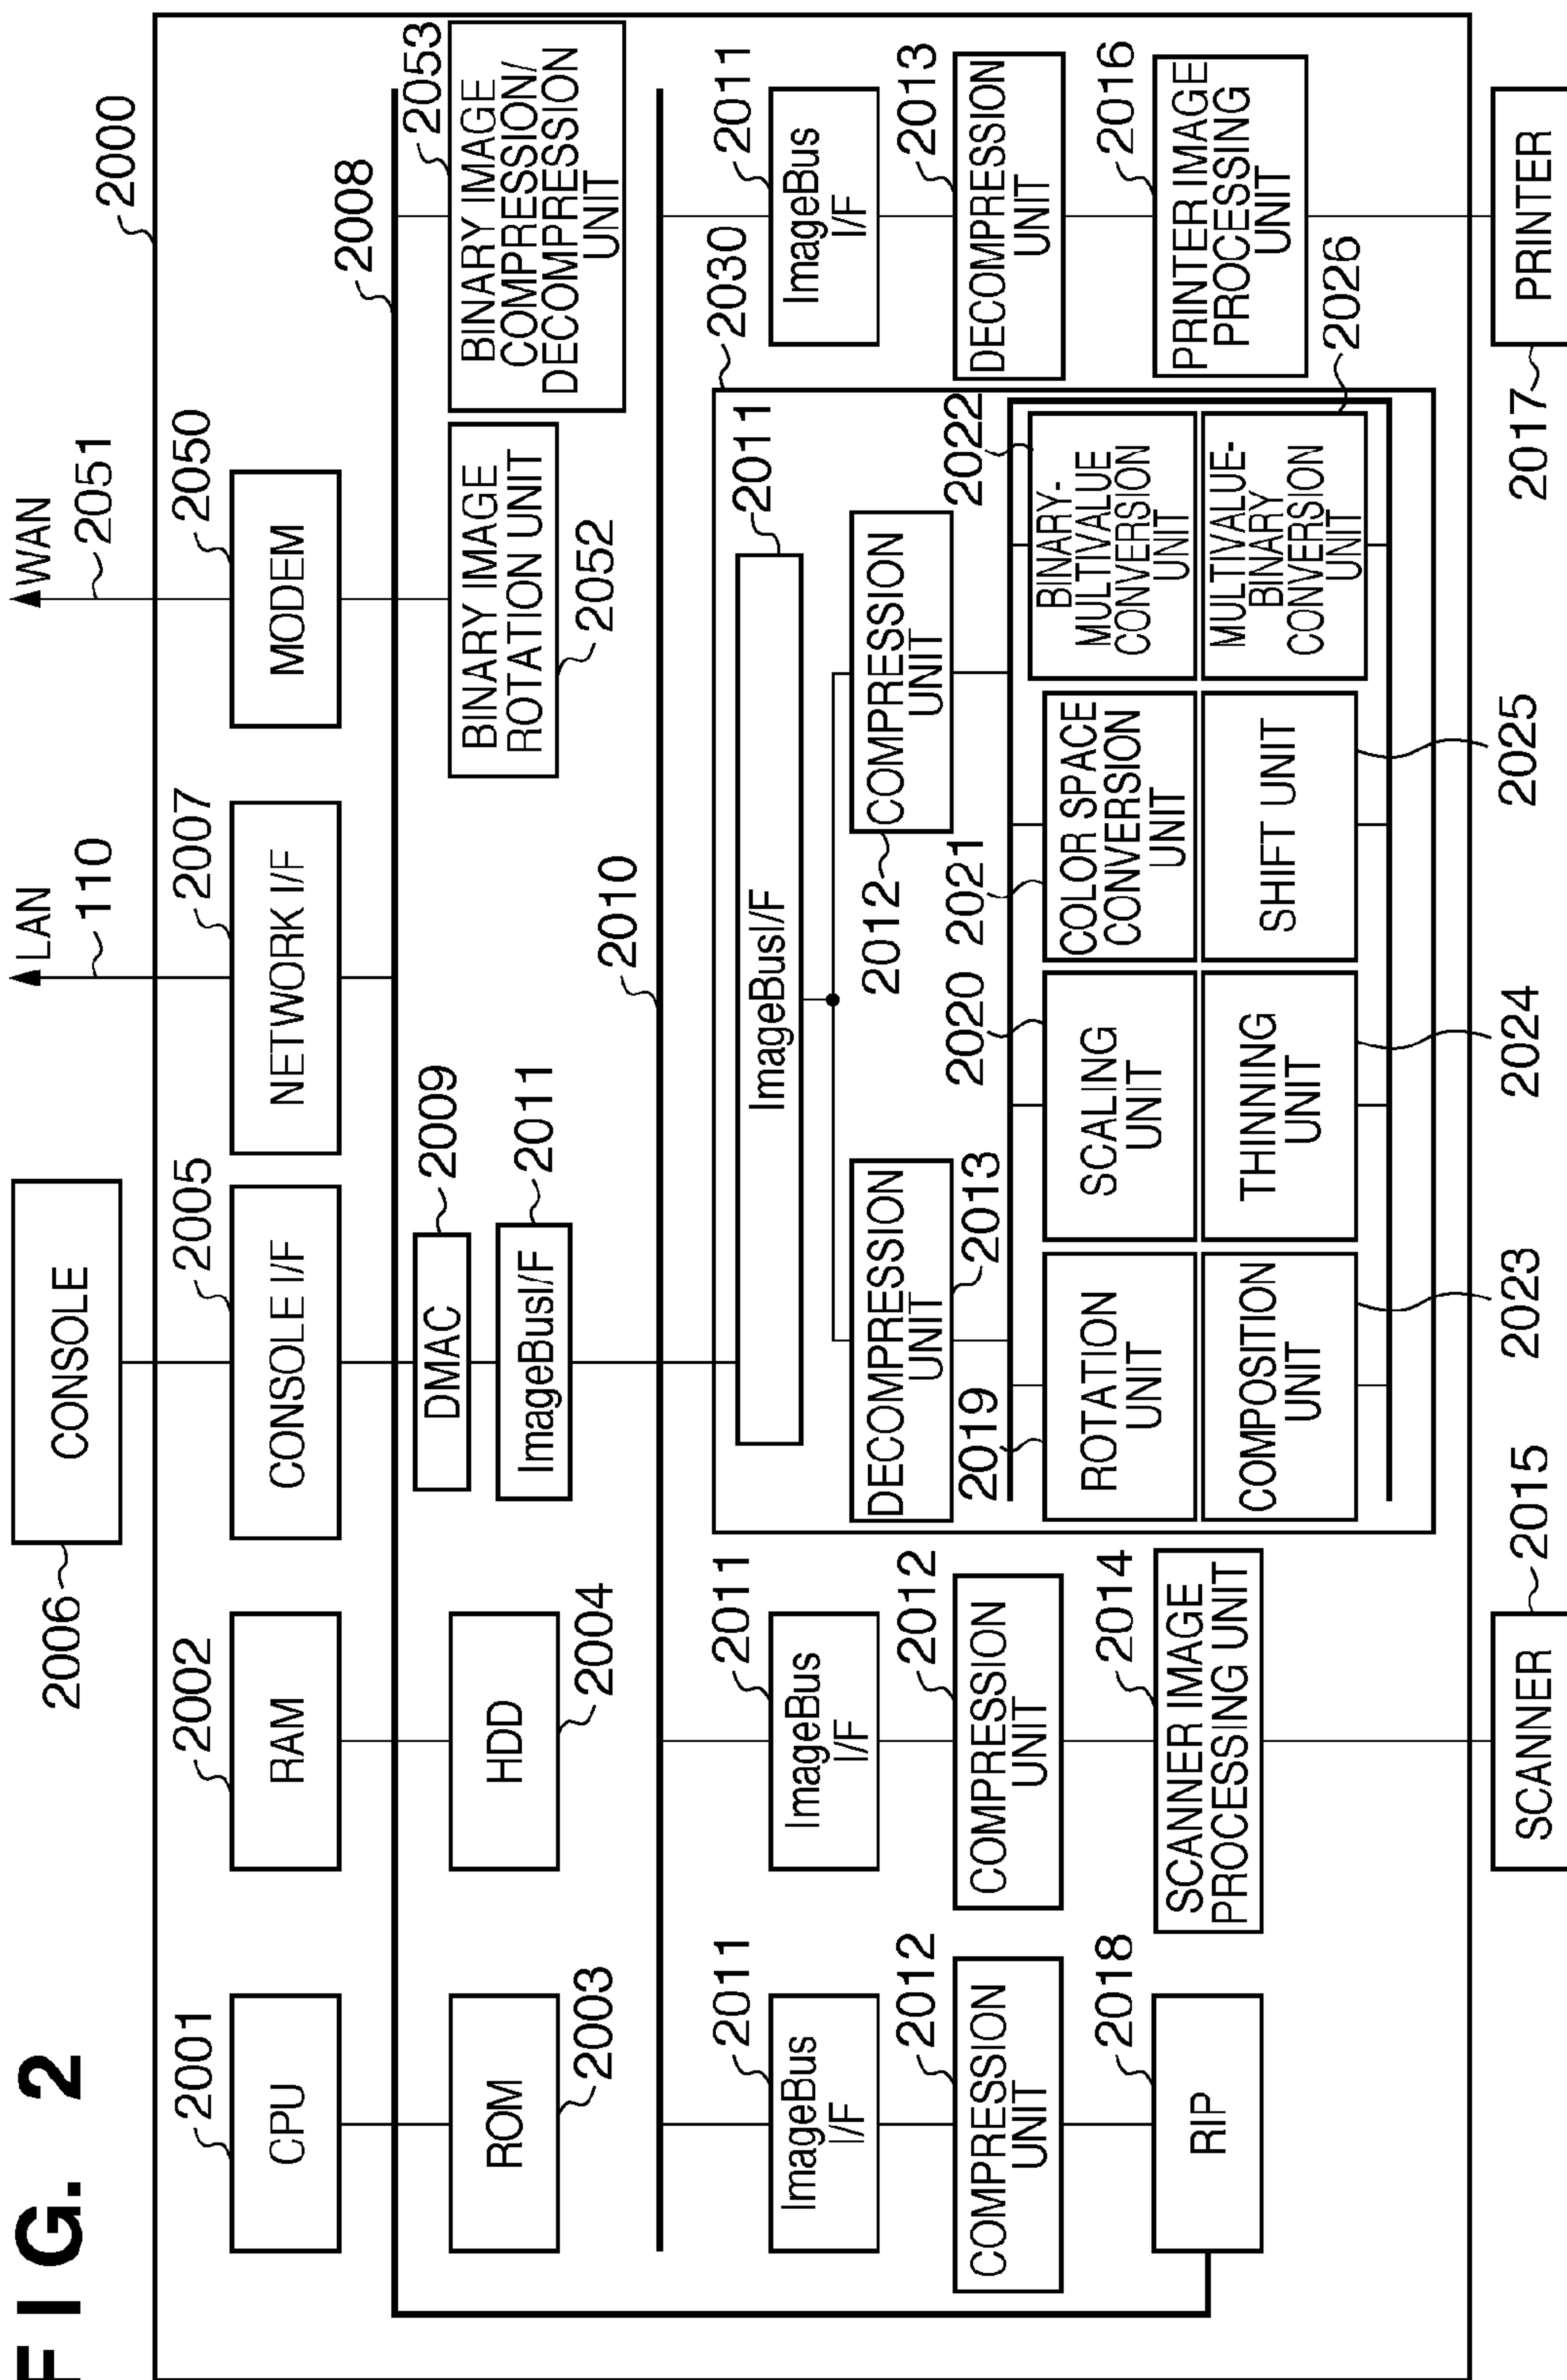 FIG. 2
2000
CONSOLE
2006
LAN
110
WAN
2051
2001
CPU
2002
RAM
2005
CONSOLE I/F
2007
NETWORK I/F
2050
MODEM
2008
ROM
2003
HDD
2004
DMAC
2009
ImageBusI/F
2011
BINARY IMAGE
ROTATION UNIT
2052
BINARY IMAGE
COMPRESSION/
DECOMPRESSION
UNIT
2053
2010
ImageBus
I/F
2011
COMPRESSION
UNIT
2012
RIP
2018
ImageBus
I/F
2011
COMPRESSION
UNIT
2012
SCANNER IMAGE
PROCESSING UNIT
2014
SCANNER
2015
2030
ImageBusI/F
2011
DECOMPRESSION
UNIT
2013
COMPRESSION
UNIT
2012
2019
ROTATION
UNIT
2020
SCALING
UNIT
2021
COLOR SPACE
CONVERSION
UNIT
2022
BINARY-
MULTIVALUE
CONVERSION
UNIT
COMPOSITION
UNIT
2023
THINNING
UNIT
2024
SHIFT UNIT
2025
MULTIVALUE-
BINARY
CONVERSION
UNIT
2026
ImageBus
I/F
2011
DECOMPRESSION
UNIT
2013
PRINTER IMAGE
PROCESSING
UNIT
2016
PRINTER
2017